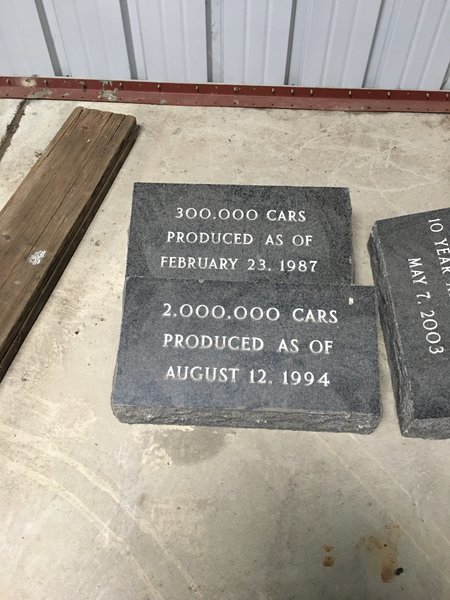 300.000 CARS
PRODUCED AS OF
FEBRUARY 23. 1987
2.000.000 CARS
PRODUCED AS OF
AUGUST 12. 1994
10 YEAR
MAY 7, 2003